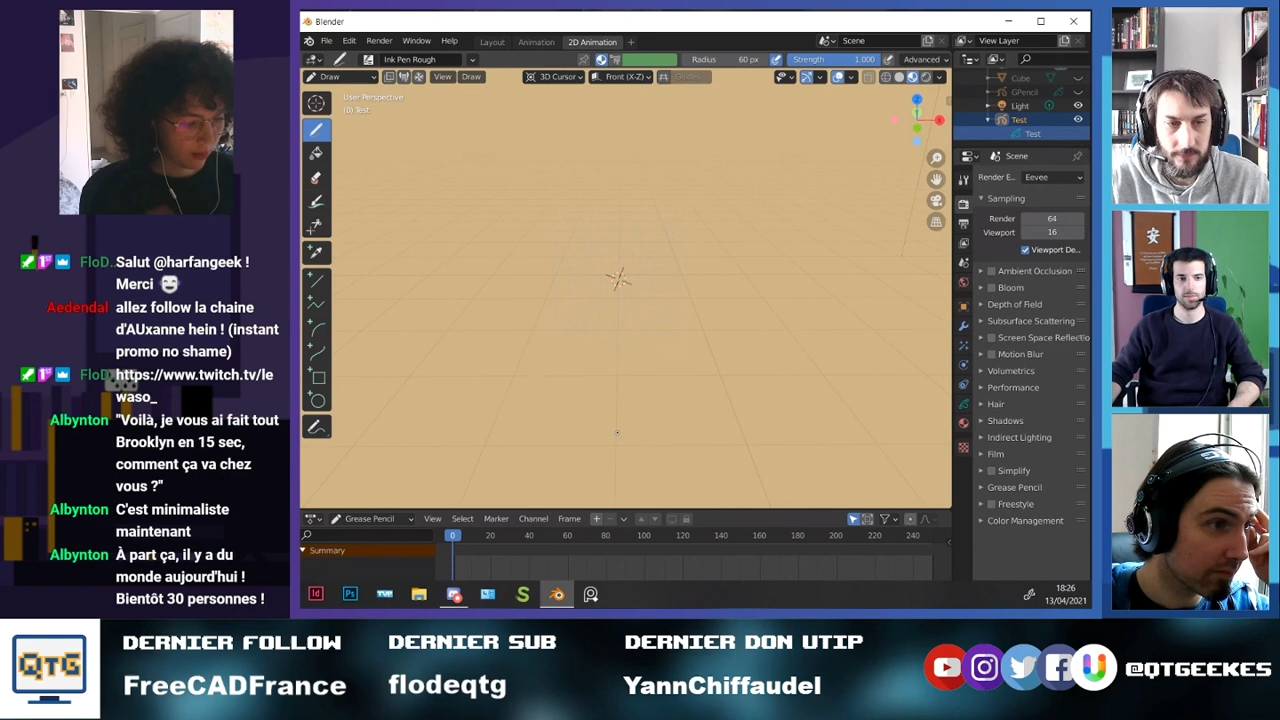 Blender
File Edit Render Window Help Layout Animation 2D Animation + Scene View Layer
Ink Pen Rough Radius 60 px Strength 1.000 Advanced
Draw View Draw 3D Cursor Front (X-Z) Guides
User Perspective
(0) Test
Cube
GPencil
Light
Test
Test
Scene
Render E... Eevee
Sampling
Render 64
Viewport 16
Viewport De...
Ambient Occlusion
Bloom
Depth of Field
Subsurface Scattering
Screen Space Reflectio
Motion Blur
Volumetrics
Performance
Hair
Shadows
Indirect Lighting
Film
Simplify
Grease Pencil
Freestyle
Color Management
Grease Pencil View Select Marker Channel Frame
0 20 40 60 80 100 120 140 160 180 200 220 240
Summary
18:26
13/04/2021
FloD.. Salut @harfangeek !
Merci
Aedendal allez follow la chaine
d'AUxanne hein ! (instant
promo no shame)
FloD.. https://www.twitch.tv/le
waso_
Albynton "Voilà, je vous ai fait tout
Brooklyn en 15 sec,
comment ça va chez
vous ?"
Albynton C'est minimaliste
maintenant
Albynton À part ça, il y a du
monde aujourd'hui !
Bientôt 30 personnes !
安
QTG
DERNIER FOLLOW
FreeCADFrance
DERNIER SUB
flodeqtg
DERNIER DON UTIP
YannChiffaudel
@QTGEEKES